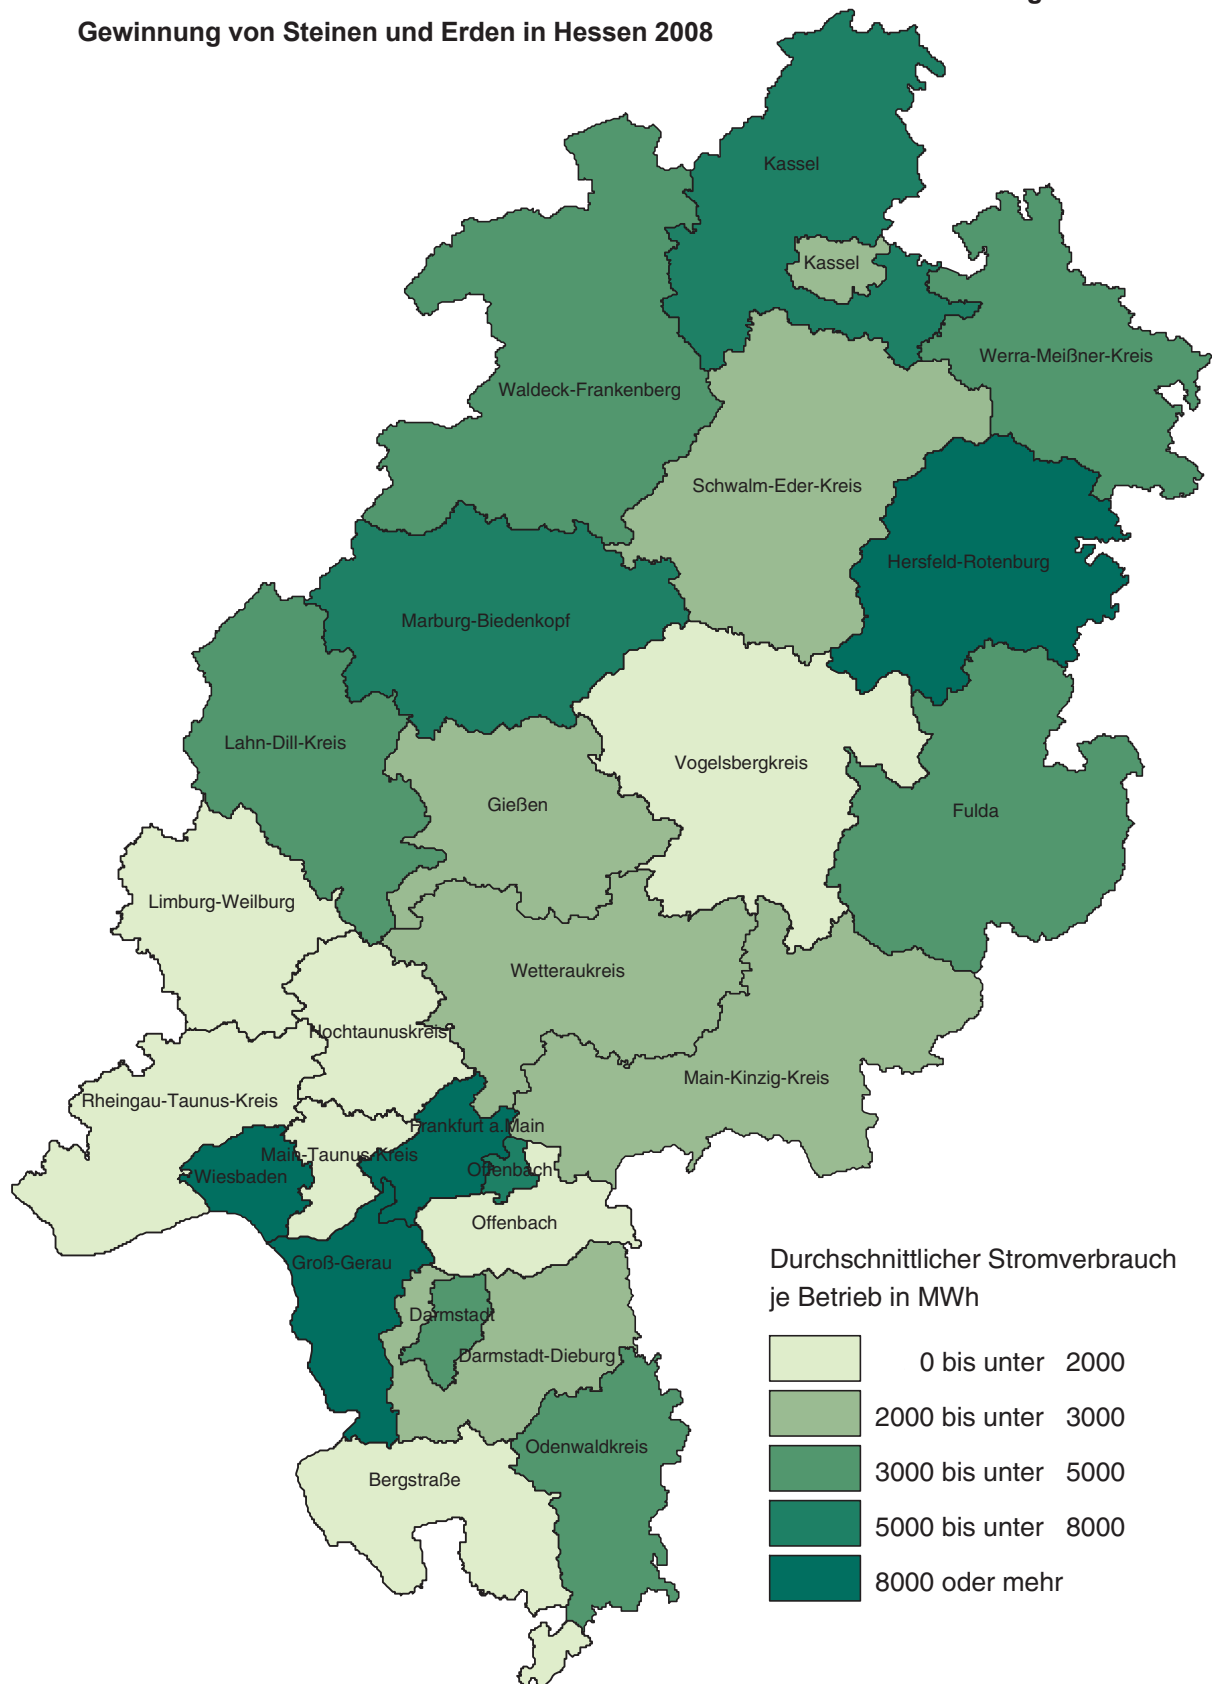 Gewinnung von Steinen und Erden in Hessen 2008
Kassel
Kassel
Werra-Meißner-Kreis
Waldeck-Frankenberg
Schwalm-Eder-Kreis
Hersfeld-Rotenburg
Marburg-Biedenkopf
Lahn-Dill-Kreis
Vogelsbergkreis
Gießen
Fulda
Limburg-Weilburg
Wetteraukreis
Hochtaunuskreis
Main-Kinzig-Kreis
Rheingau-Taunus-Kreis
Frankfurt a.Main
Main-Taunus-Kreis
Offenbach
Wiesbaden
Offenbach
Groß-Gerau
Darmstadt
Darmstadt-Dieburg
Odenwaldkreis
Bergstraße
Durchschnittlicher Stromverbrauch
je Betrieb in MWh
0 bis unter 2000
2000 bis unter 3000
3000 bis unter 5000
5000 bis unter 8000
8000 oder mehr